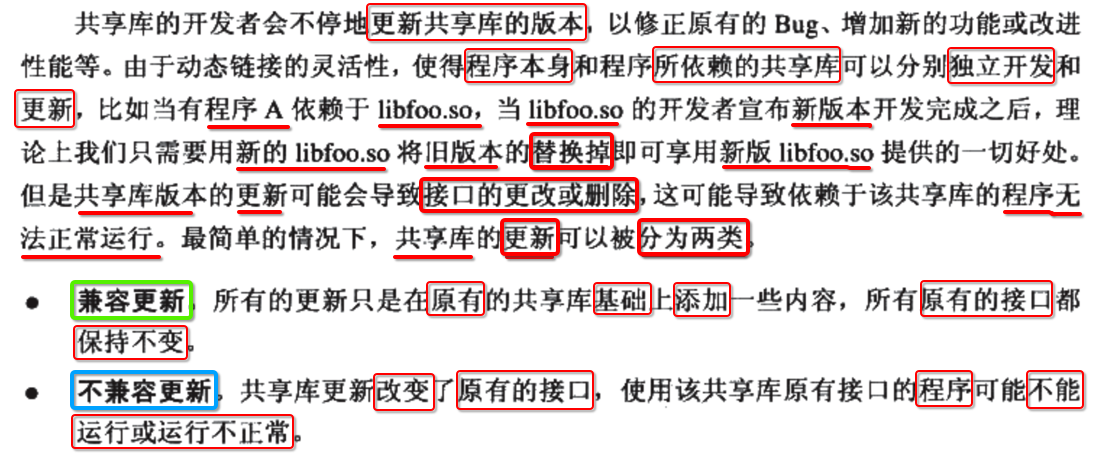 共享库的开发者会不停地更新共享库的版本，以修正原有的 Bug、增加新的功能或改进
性能等。由于动态链接的灵活性，使得程序本身和程序所依赖的共享库可以分别独立开发和
更新，比如当有程序 A 依赖于 libfoo.so，当 libfoo.so 的开发者宣布新版本开发完成之后，理
论上我们只需要用新的 libfoo.so 将旧版本的替换掉即可享用新版 libfoo.so 提供的一切好处。
但是共享库版本的更新可能会导致接口的更改或删除，这可能导致依赖于该共享库的程序无
法正常运行。最简单的情况下，共享库的更新可以被分为两类。
● 兼容更新。所有的更新只是在原有的共享库基础上添加一些内容，所有原有的接口都
保持不变。
● 不兼容更新。共享库更新改变了原有的接口，使用该共享库原有接口的程序可能不能
运行或运行不正常。